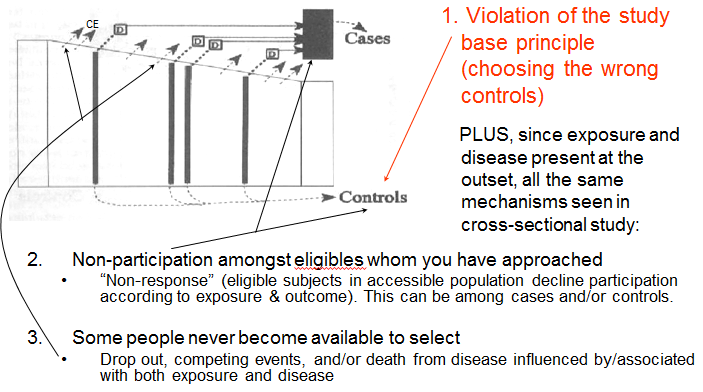 CE
D
D
D
D
Cases
Controls
1. Violation of the study
base principle
(choosing the wrong
controls)
PLUS, since exposure and
disease present at the
outset, all the same
mechanisms seen in
cross-sectional study:
2. Non-participation amongst eligibles whom you have approached
• “Non-response” (eligible subjects in accessible population decline participation
according to exposure & outcome). This can be among cases and/or controls.
3. Some people never become available to select
• Drop out, competing events, and/or death from disease influenced by/associated
with both exposure and disease